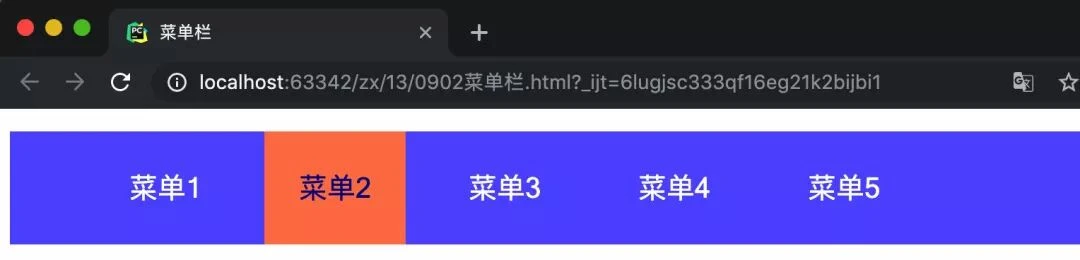 菜单栏
localhost:63342/zx/13/0902菜单栏.html?_ijt=6lugjsc333qf16eg21k2bijbi1
菜单1 菜单2 菜单3 菜单4 菜单5